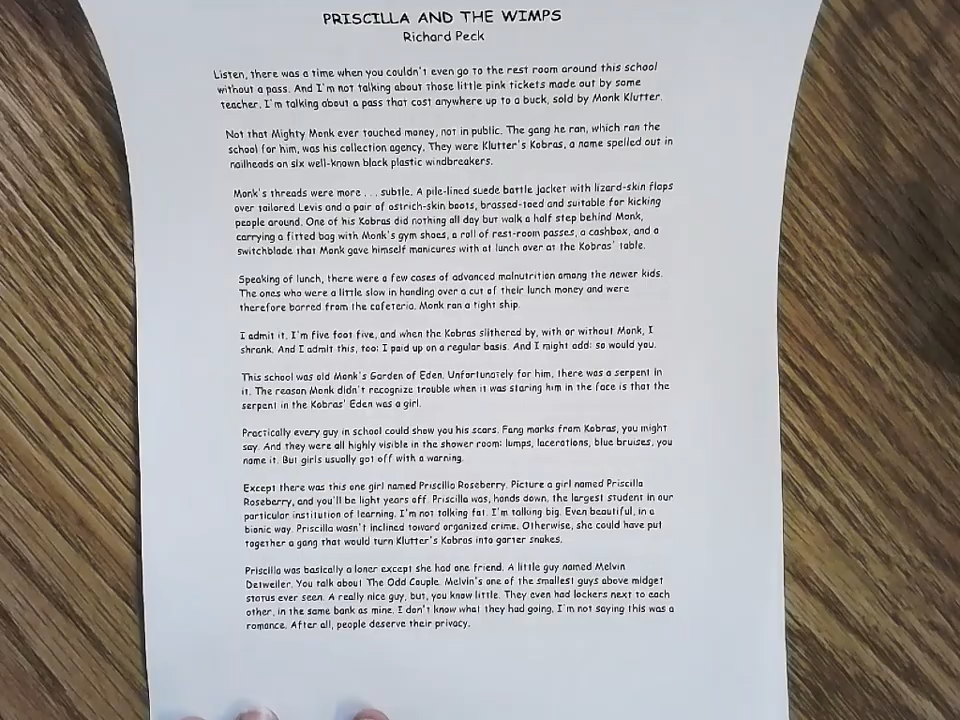 PRISCILLA AND THE WIMPS
Richard Peck
Listen, there was a time when you couldn't even go to the rest room around this school
without a pass. And I'm not talking about those little pink tickets made out by some
teacher. I'm talking about a pass that cost anywhere up to a buck, sold by Monk Klutter.
Not that Mighty Monk ever touched money, not in public. The gang he ran, which ran the
school for him, was his collection agency. They were Klutter's Kobras, a name spelled out in
nailheads on six well-known black plastic windbreakers.
Monk's threads were more . . . subtle. A pile-lined suede battle jacket with lizard-skin flaps
over tailored Levis and a pair of ostrich-skin boots, brassed-toed and suitable for kicking
people around. One of his Kobras did nothing all day but walk a half step behind Monk,
carrying a fitted bag with Monk's gym shoes, a roll of rest-room passes, a cashbox, and a
switchblade that Monk gave himself manicures with at lunch over at the Kobras' table.
Speaking of lunch, there were a few cases of advanced malnutrition among the newer kids.
The ones who were a little slow in handing over a cut of their lunch money and were
therefore barred from the cafeteria. Monk ran a tight ship.
I admit it. I'm five foot five, and when the Kobras slithered by, with or without Monk, I
shrank. And I admit this, too: I paid up on a regular basis. And I might add: so would you.
This school was old Monk's Garden of Eden. Unfortunately for him, there was a serpent in
it. The reason Monk didn't recognize trouble when it was staring him in the face is that the
serpent in the Kobras' Eden was a girl.
Practically every guy in school could show you his scars. Fang marks from Kobras, you might
say. And they were all highly visible in the shower room: lumps, lacerations, blue bruises, you
name it. But girls usually got off with a warning.
Except there was this one girl named Priscilla Roseberry. Picture a girl named Priscilla
Roseberry, and you'll be light years off. Priscilla was, hands down, the largest student in our
particular institution of learning. I'm not talking fat. I'm talking big. Even beautiful, in a
bionic way. Priscilla wasn't inclined toward organized crime. Otherwise, she could have put
together a gang that would turn Klutter's Kobras into garter snakes.
Priscilla was basically a loner except she had one friend. A little guy named Melvin
Detweiler. You talk about The Odd Couple. Melvin's one of the smallest guys above midget
status ever seen. A really nice guy, but, you know little. They even had lockers next to each
other, in the same bank as mine. I don't know what they had going. I'm not saying this was a
romance. After all, people deserve their privacy.